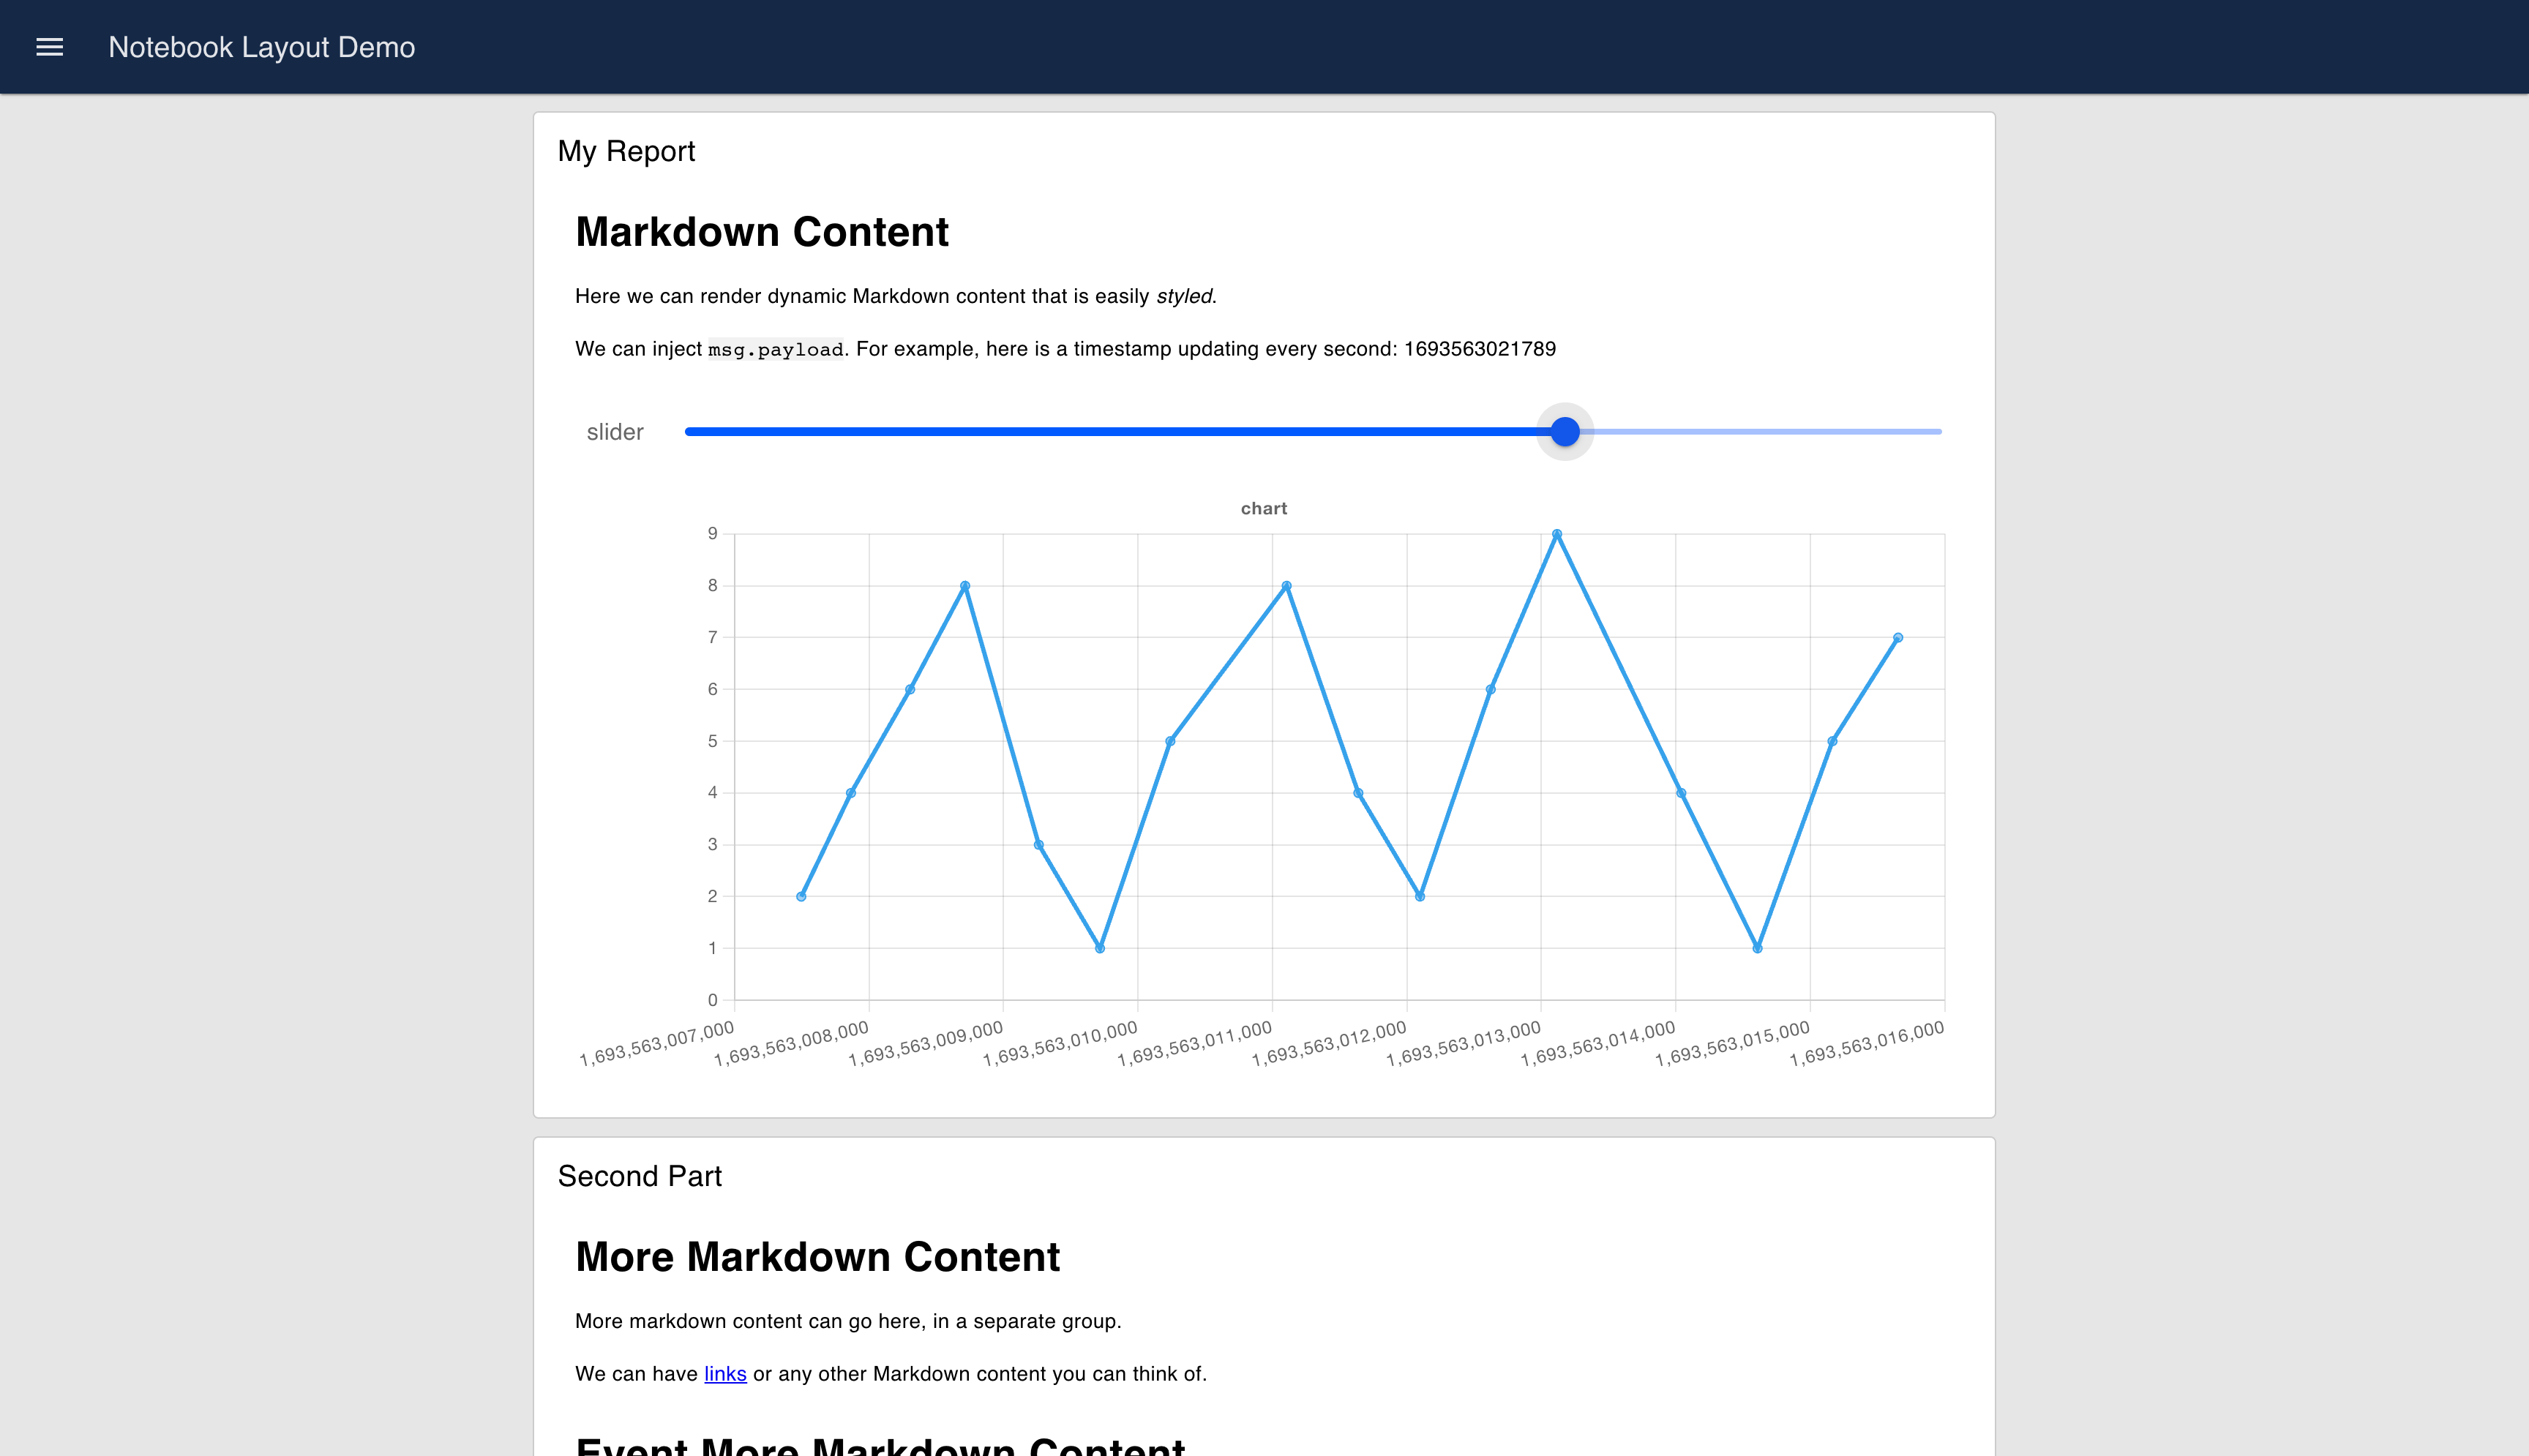 Notebook Layout Demo
My Report
Markdown Content
Here we can render dynamic Markdown content that is easily styled.
We can inject msg.payload. For example, here is a timestamp updating every second: 1693563021789
slider
chart
9
8
7
6
5
4
3
2
1
0
1,693,563,007,000
1,693,563,008,000
1,693,563,009,000
1,693,563,010,000
1,693,563,011,000
1,693,563,012,000
1,693,563,013,000
1,693,563,014,000
1,693,563,015,000
1,693,563,016,000
Second Part
More Markdown Content
More markdown content can go here, in a separate group.
We can have links or any other Markdown content you can think of.
Event More Markdown Content